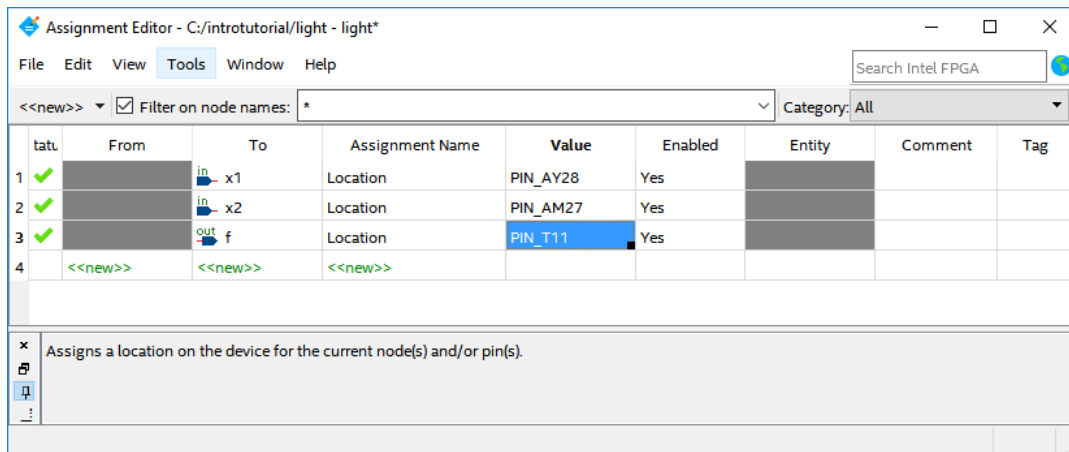 Assignment Editor - C:/introtutorial/light - light*
File Edit View Tools Window Help Search Intel FPGA
<<new>> Filter on node names: * Category: All
tatu From To Assignment Name Value Enabled Entity Comment Tag
1 in x1 Location PIN_AY28 Yes
2 in x2 Location PIN_AM27 Yes
3 out f Location PIN_T11 Yes
4 <<new>> <<new>> <<new>>
Assigns a location on the device for the current node(s) and/or pin(s).